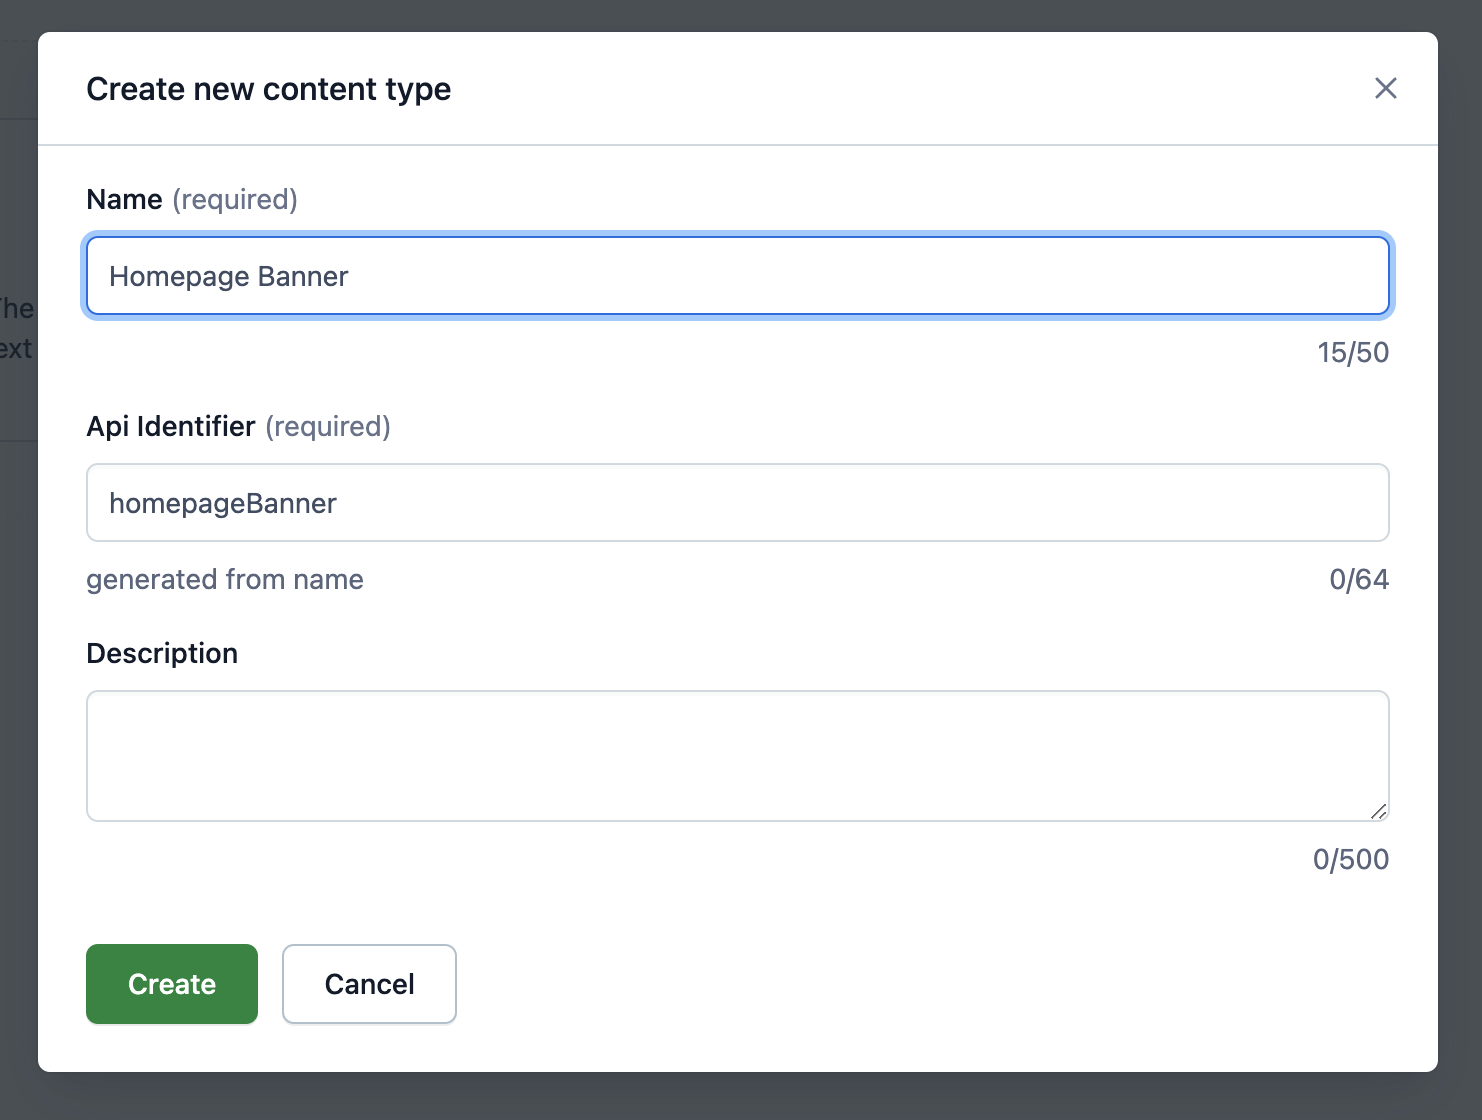 Create new content type
Name (required)
Homepage Banner
15/50
Api Identifier (required)
homepageBanner
generated from name
0/64
Description
0/500
Create
Cancel